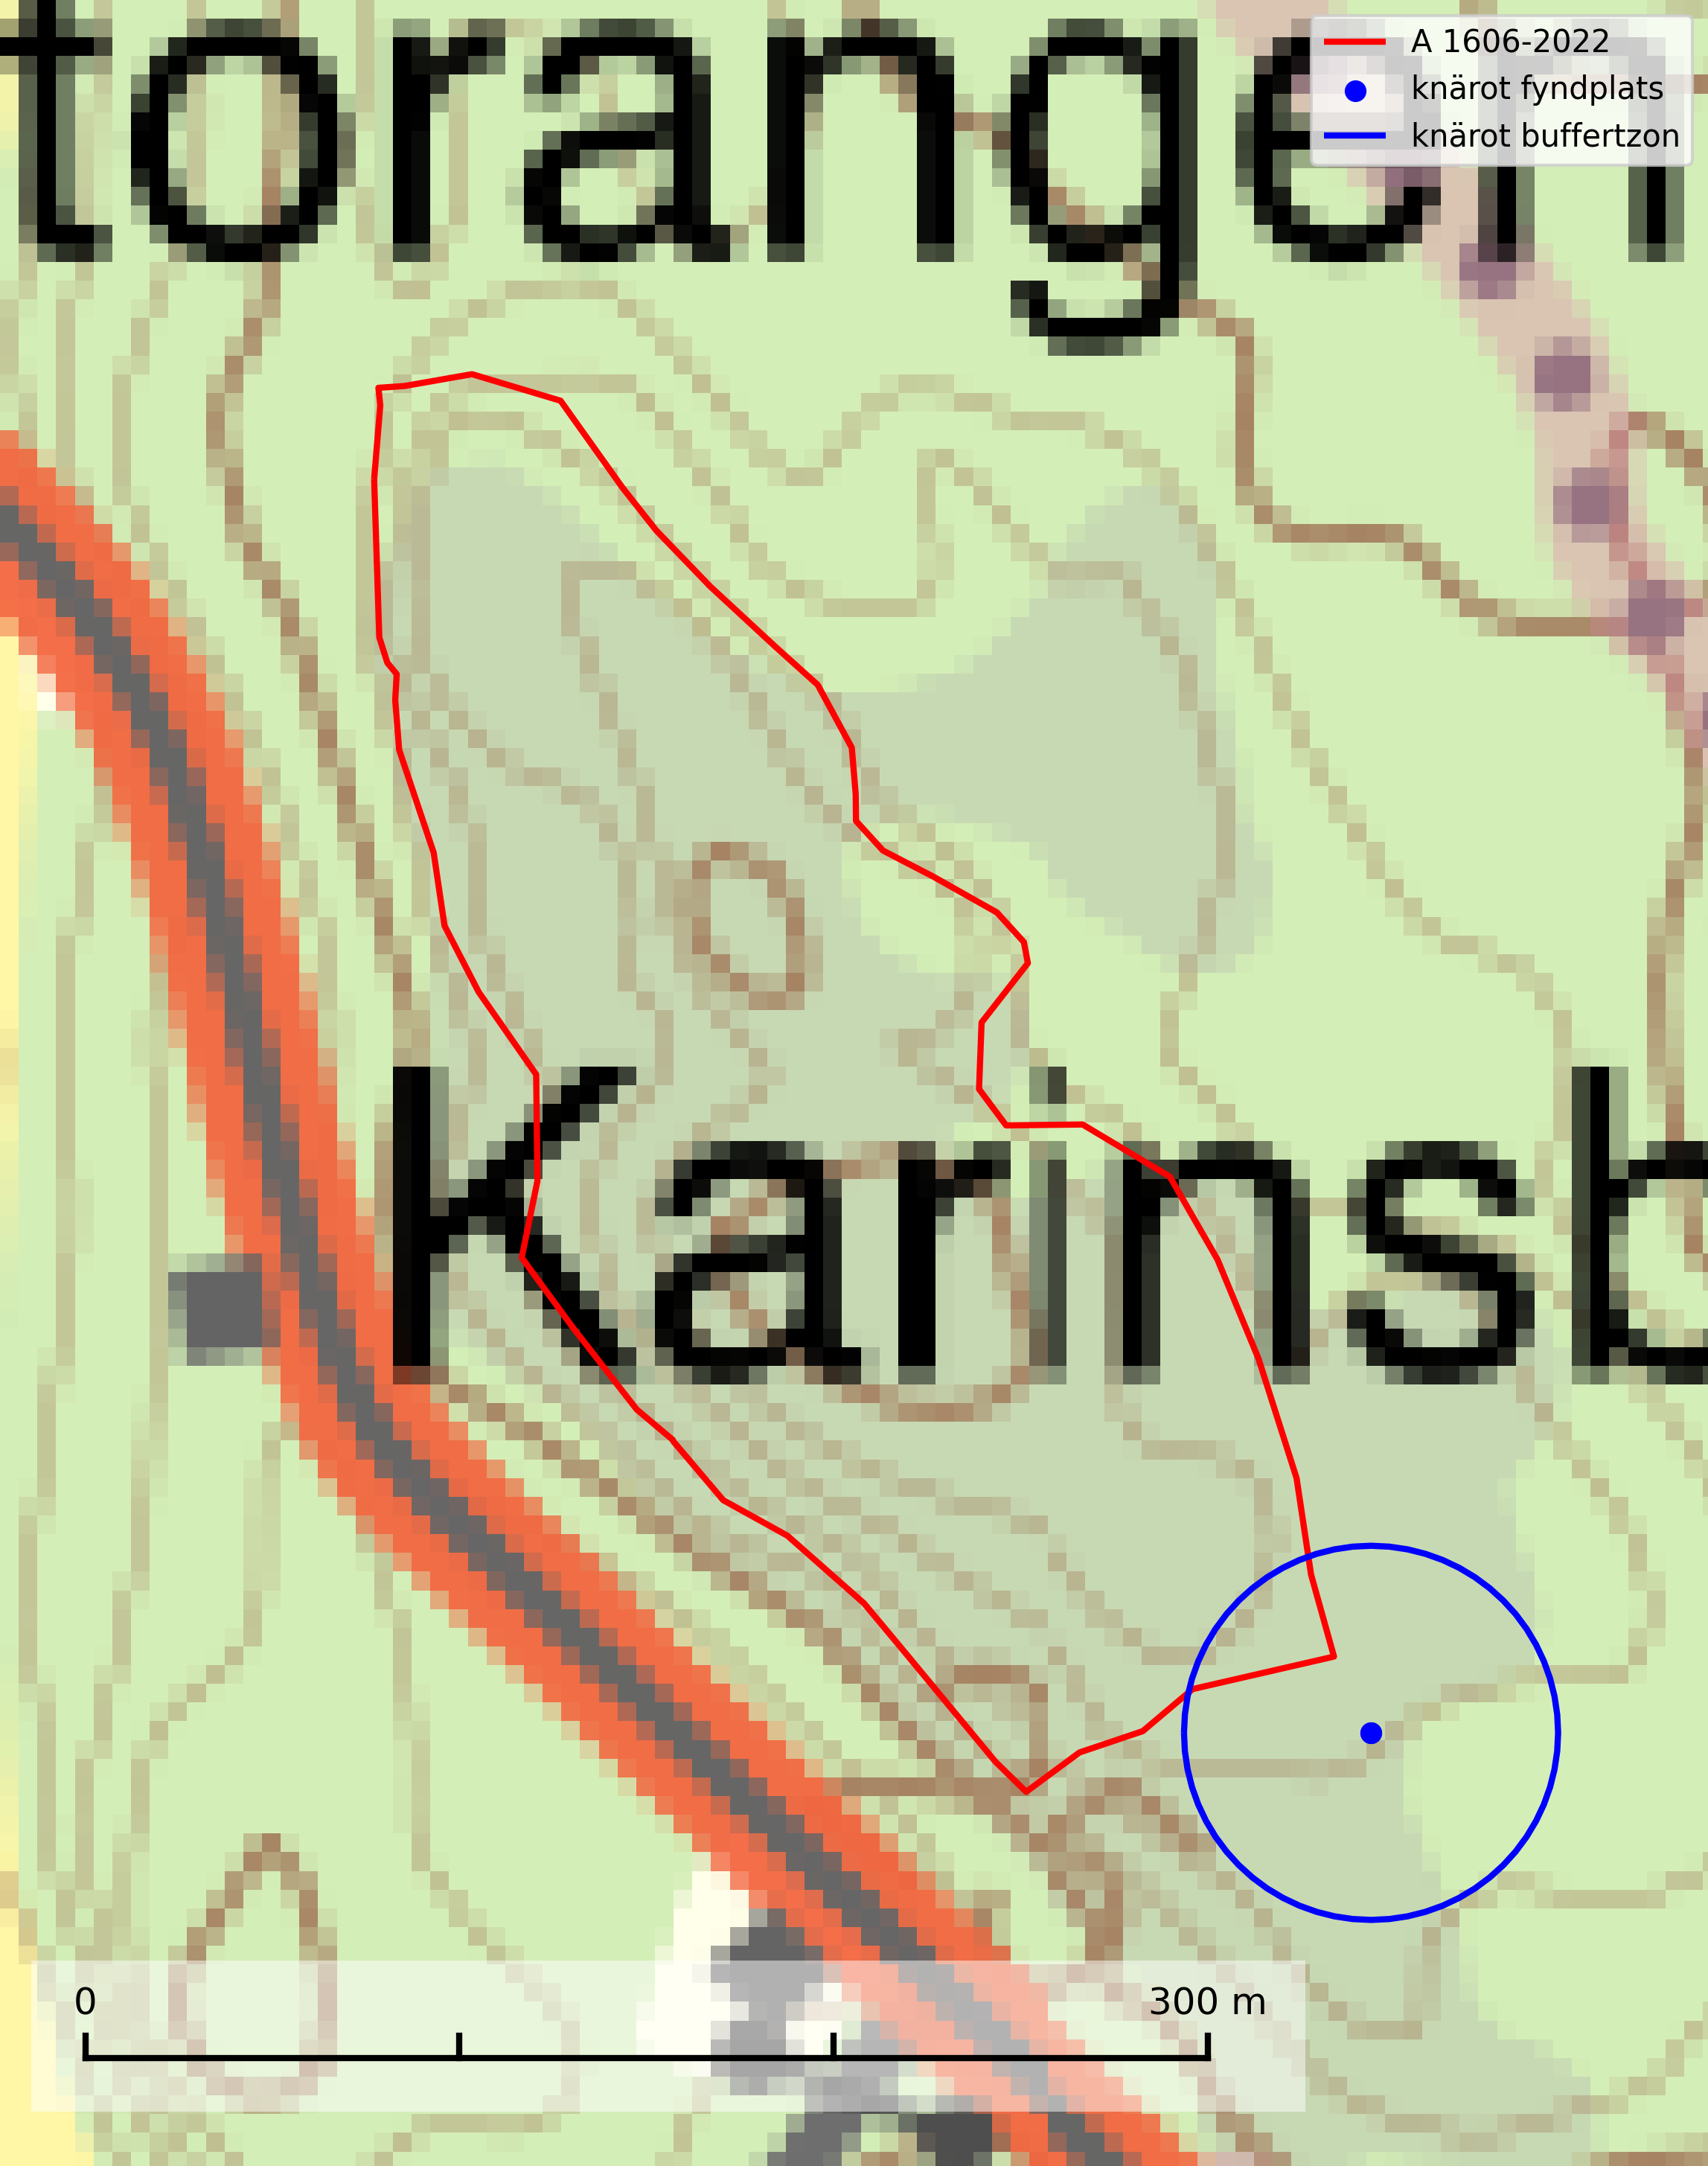 torangen
A 1606-2022
knärot fyndplats
knärot buffertzon
Karinsb
0
300 m